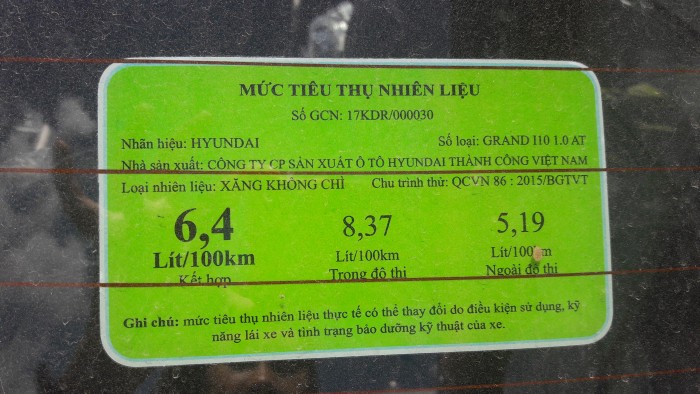 MỨC TIÊU THỤ NHIÊN LIỆU
Số GCN: 17KDR/000030
Nhãn hiệu: HYUNDAI Số loại: GRAND I10 1.0 AT
Nhà sản xuất: CÔNG TY CP SẢN XUẤT Ô TÔ HYUNDAI THÀNH CÔNG VIỆT NAM
Loại nhiên liệu: XĂNG KHÔNG CHÌ Chu trình thử: QCVN 86 : 2015/BGTVT
6,4 8,37 5,19
Lít/100km Lít/100km Lít/100km
Kết hợp Trong đô thị Ngoài đô thị
Ghi chú: mức tiêu thụ nhiên liệu thực tế có thể thay đổi do điều kiện sử dụng, kỹ
năng lái xe và tình trạng bảo dưỡng kỹ thuật của xe.